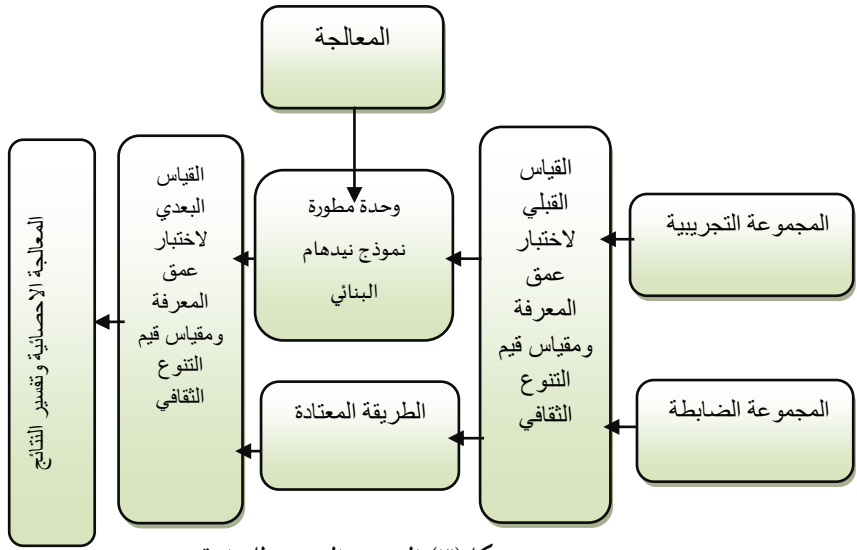 المعالجة
المجموعة التجريبية
المجموعة الضابطة
القياس
القبلي
لاختبار
عمق
المعرفة
ومقياس قيم
التنوع
الثقافي
وحدة مطورة
نموذج نيدهام
البنائي
الطريقة المعتادة
القياس
البعدي
لاختبار
عمق
المعرفة
ومقياس قيم
التنوع
الثقافي
المعالجة الاحصائية وتفسير النتائج